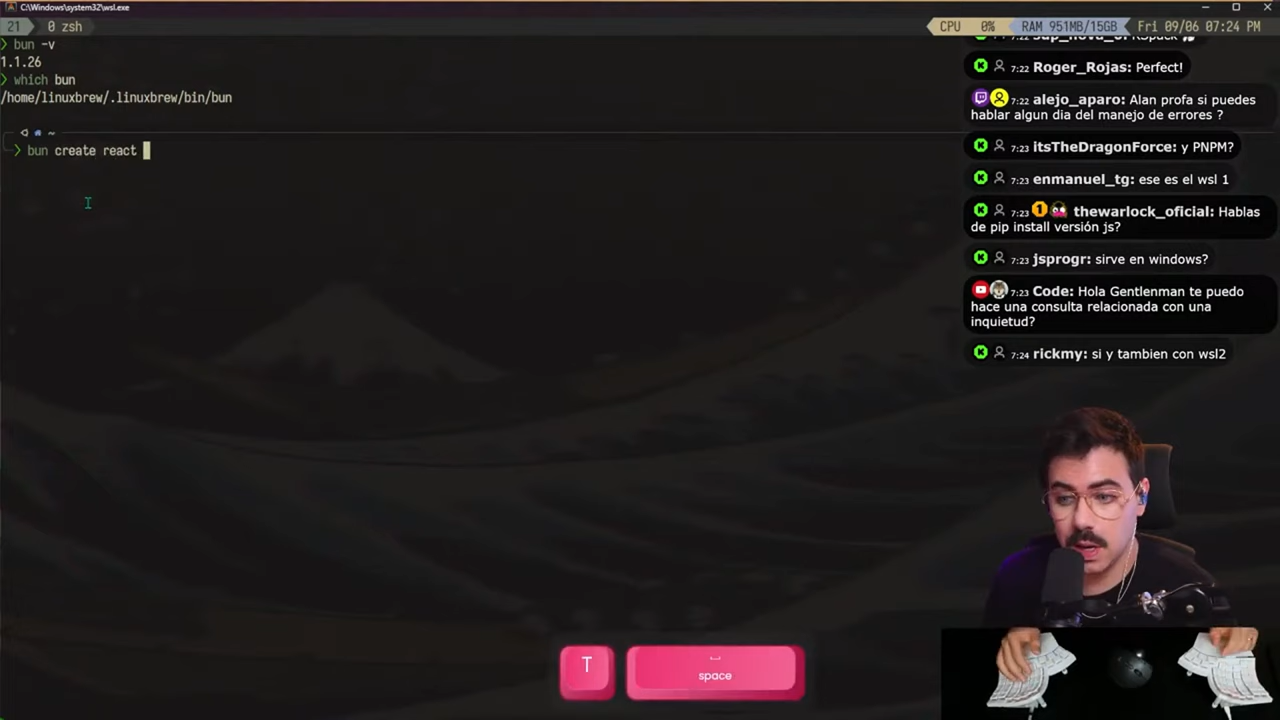 C:\Windows\system32\wsl.exe
21 0 zsh
CPU 0% RAM 951MB/15GB Fri 09/06 07:24 PM
❯ bun -v
1.1.26
❯ which bun
/home/linuxbrew/.linuxbrew/bin/bun
~
❯ bun create react
Roger_Rojas: Perfect!
7:22
7:22 alejo_aparo: Alan profa si puedes
hablar algun dia del manejo de errores ?
7:23 itsTheDragonForce: y PNPM?
7:23 enmanuel_tg: ese es el wsl 1
7:23 1 thewarlock_oficial: Hablas
de pip install versión js?
7:23 jsprogr: sirve en windows?
7:23 Code: Hola Gentlenman te puedo
hace una consulta relacionada con una
inquietud?
7:24 rickmy: si y tambien con wsl2
T
space